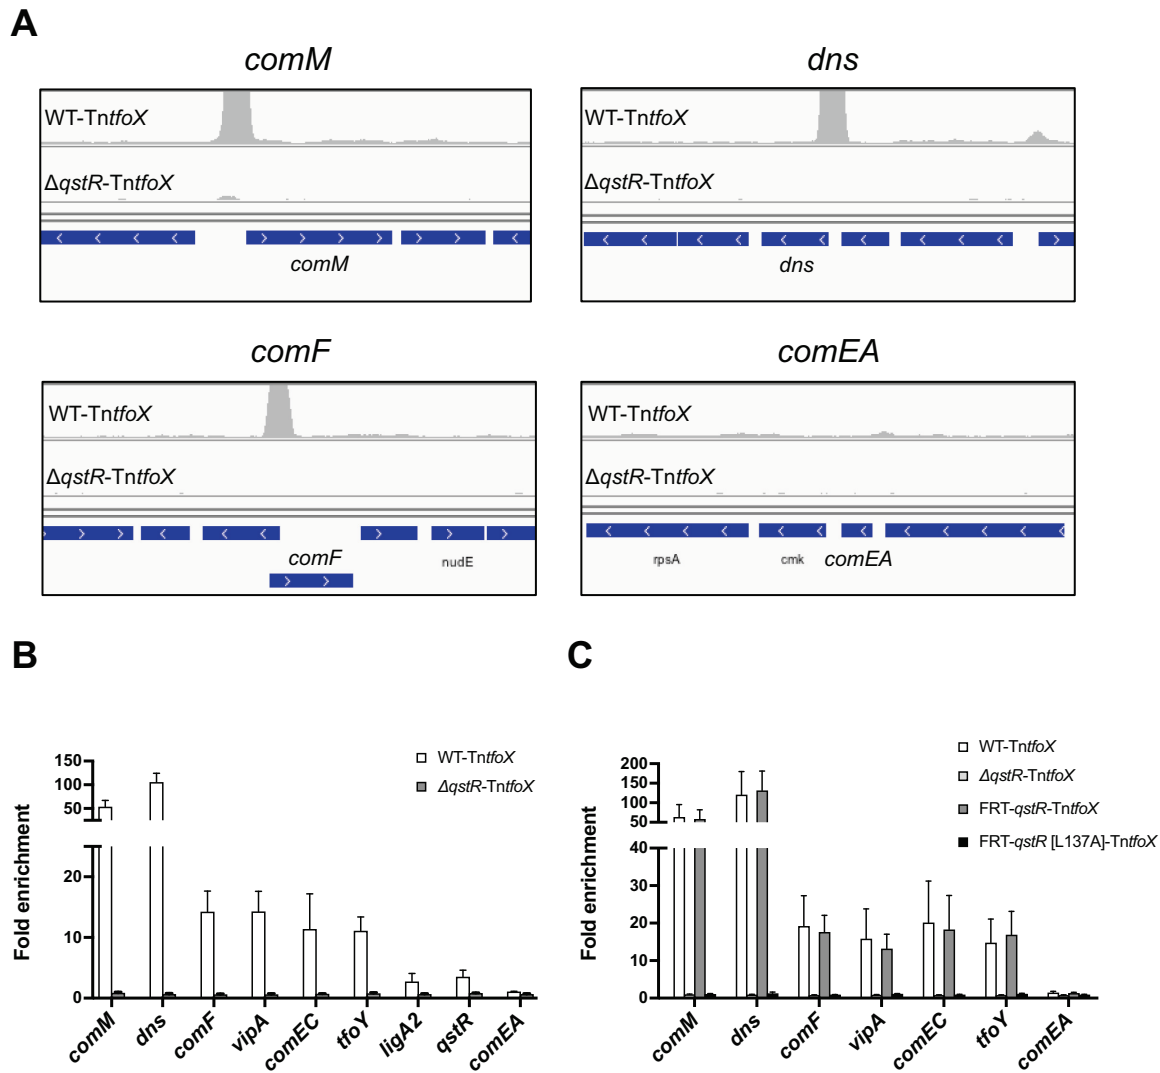 A
comM
dns
WT-TntfoX
WT-TntfoX
ΔqstR-TntfoX
ΔqstR-TntfoX
comM
dns
comF
comEA
WT-TntfoX
WT-TntfoX
ΔqstR-TntfoX
ΔqstR-TntfoX
comF
nudE
rpsA
cmk
comEA
B
Fold enrichment
150
100
50
20
10
0
WT-TntfoX
ΔqstR-TntfoX
comM
dns
comF
vipA
comEC
tfoY
ligA2
qstR
comEA
C
Fold enrichment
200
150
100
50
40
30
20
10
0
WT-TntfoX
ΔqstR-TntfoX
FRT-qstR-TntfoX
FRT-qstR [L137A]-TntfoX
comM
dns
comF
vipA
comEC
tfoY
comEA